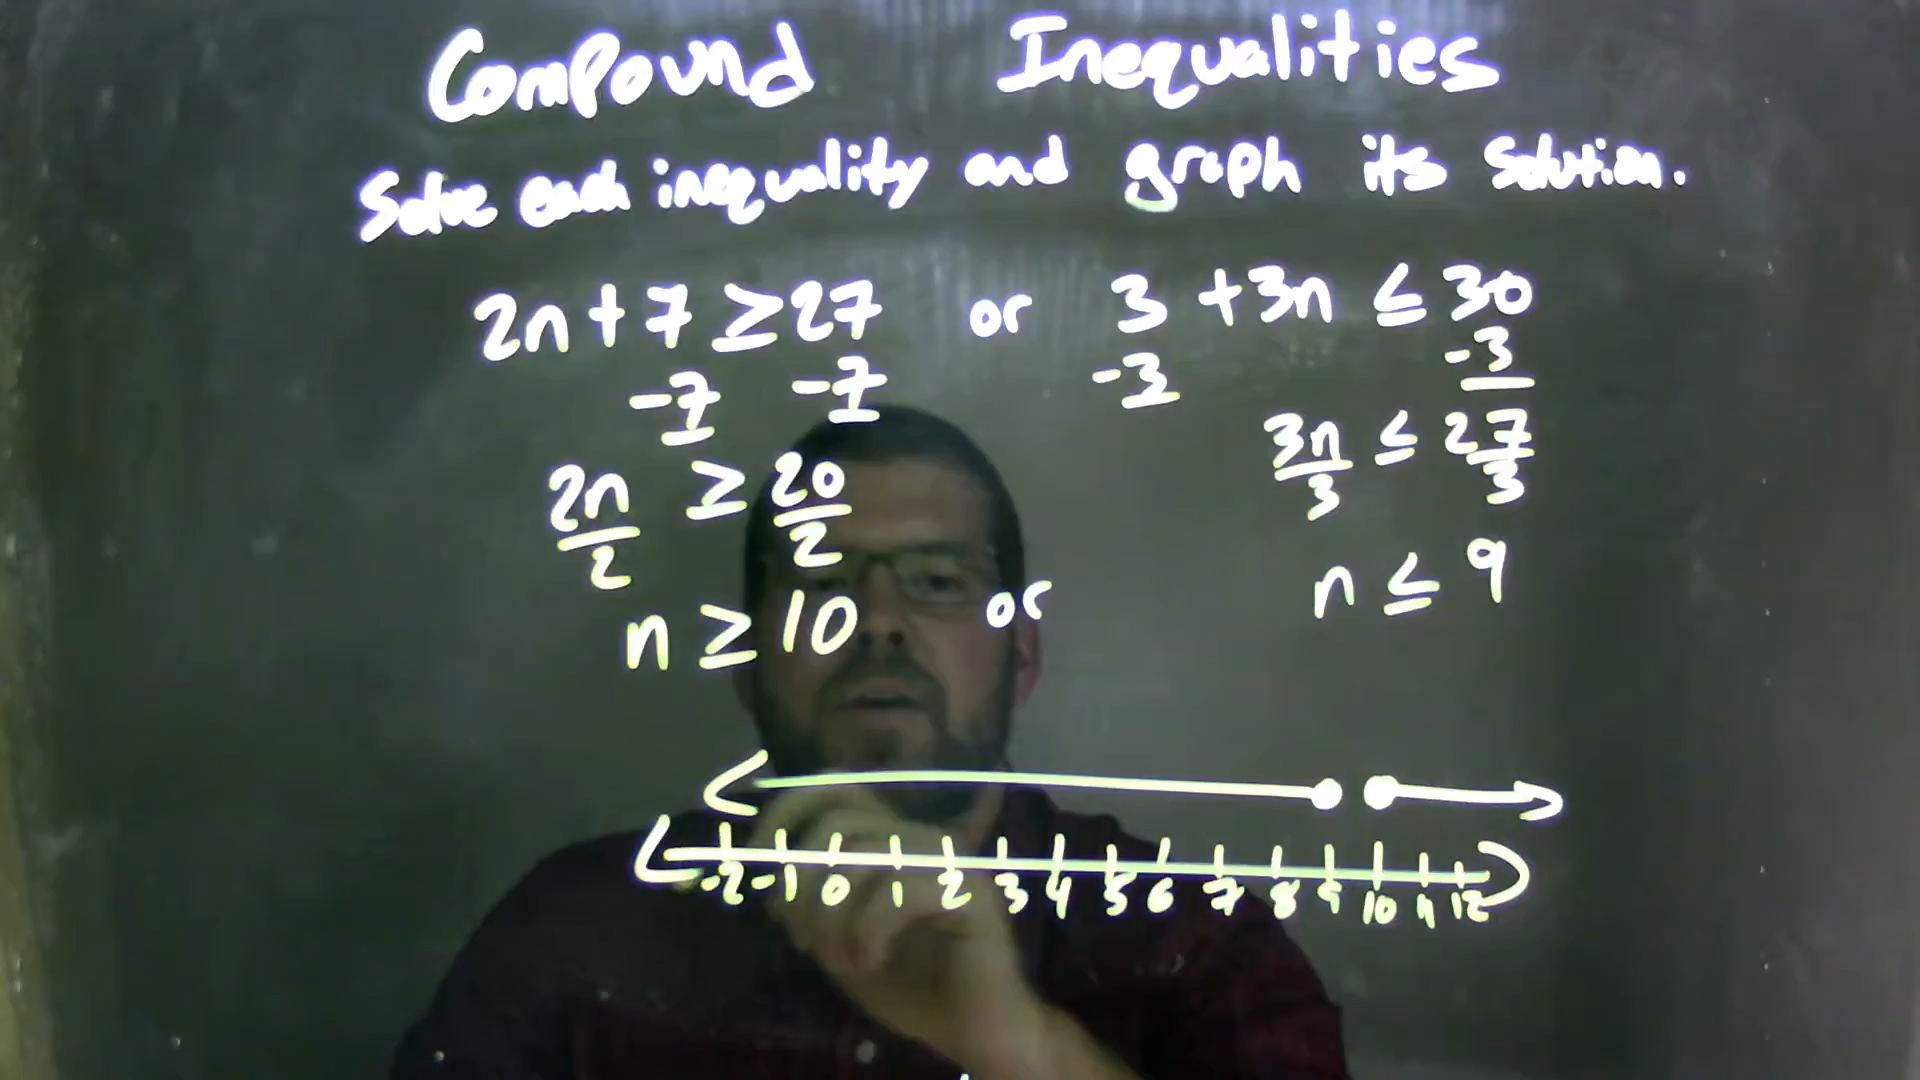 Compound Inequalities
Solve each inequality and graph its solution.
2n + 7 ≥ 27 or 3 + 3n ≤ 30
-7 -7 -3 -3
3n/3 ≤ 27/3
2n/2 ≥ 20/2
n ≥ 10 or n ≤ 9
-2 -1 0 1 2 3 4 5 6 7 8 9 10 11 12